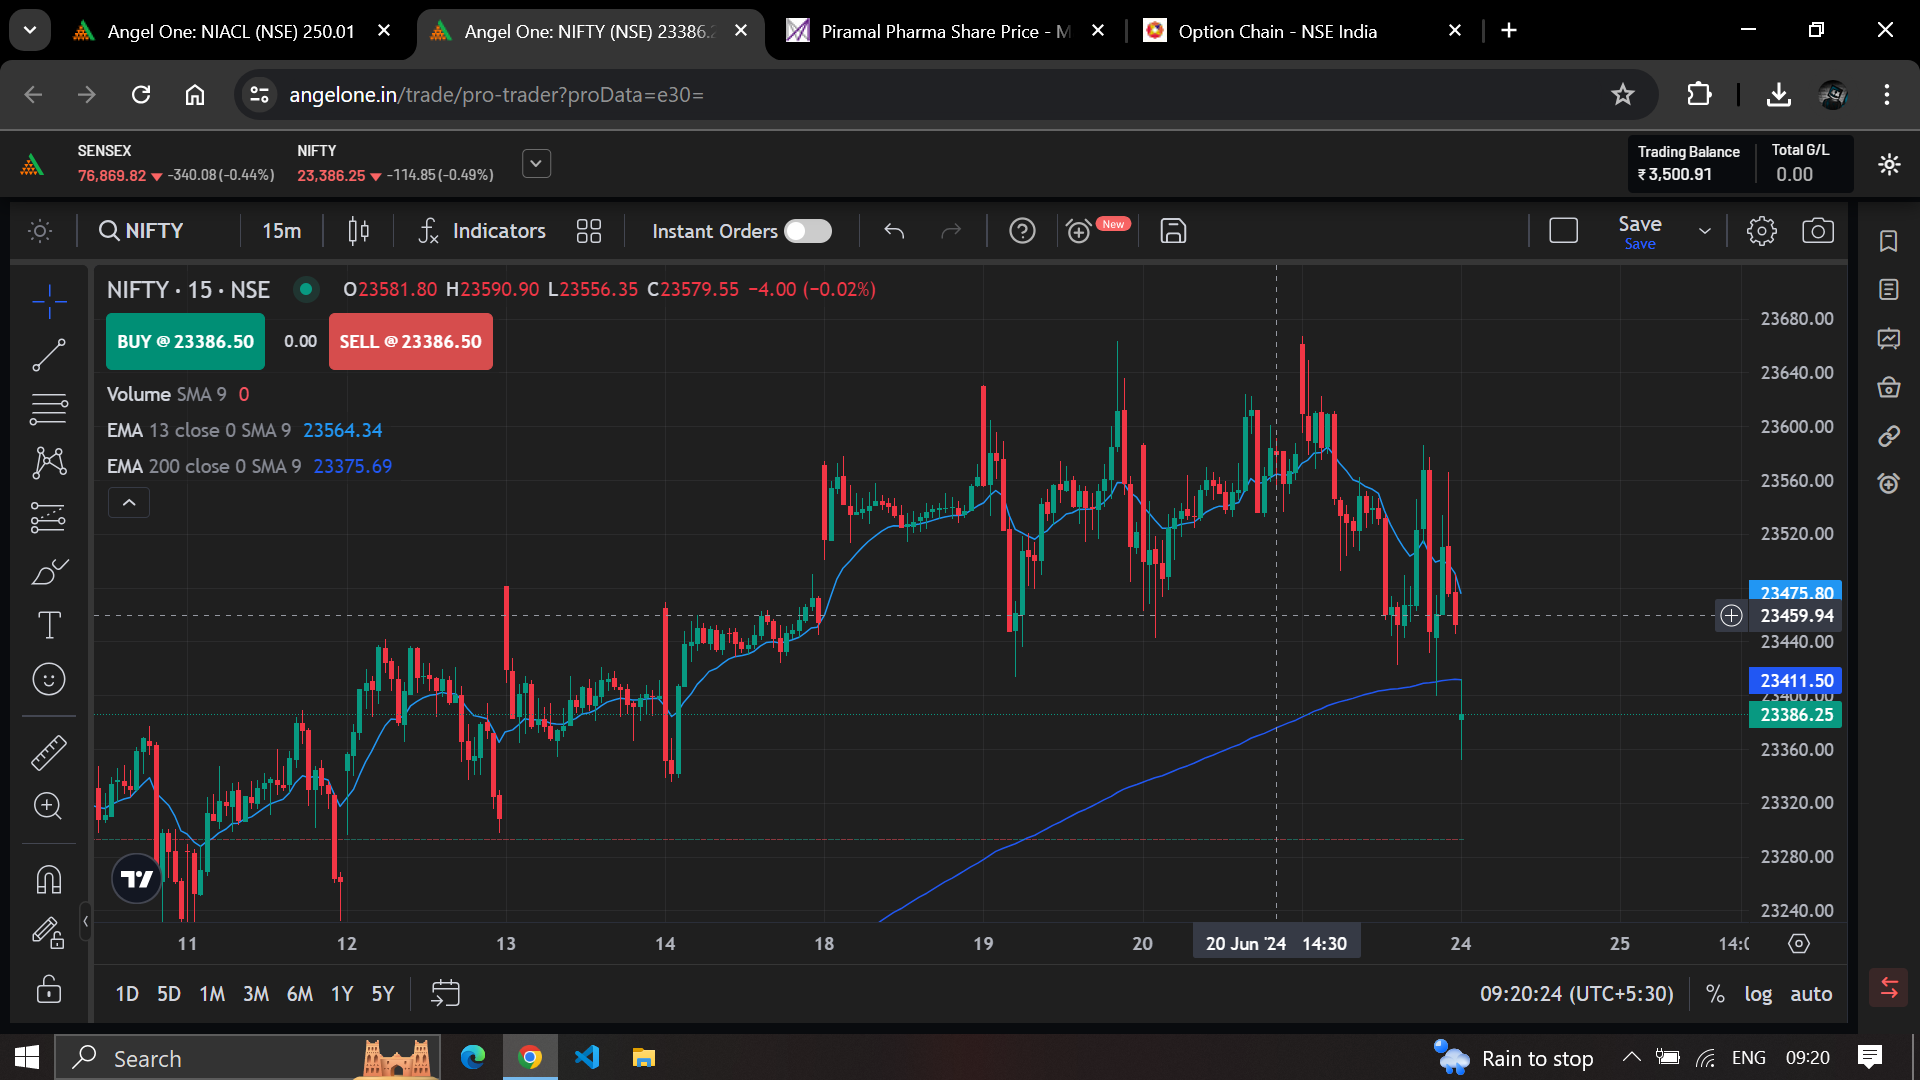 Angel One: NIACL (NSE) 250.01
Angel One: NIFTY (NSE) 23386.2
Piramal Pharma Share Price - M
Option Chain - NSE India
angelone.in/trade/pro-trader?proData=e30=
SENSEX
76,869.82 ▼ -340.08 (-0.44%)
NIFTY
23,386.25 ▼ -114.85 (-0.49%)
Trading Balance
₹ 3,500.91
Total G/L
0.00
NIFTY
15m
Indicators
Instant Orders
New
Save
Save
NIFTY · 15 · NSE
O23581.80 H23590.90 L23556.35 C23579.55 −4.00 (−0.02%)
BUY @ 23386.50
0.00
SELL @ 23386.50
Volume SMA 9 0
EMA 13 close 0 SMA 9 23564.34
EMA 200 close 0 SMA 9 23375.69
23680.00
23640.00
23600.00
23560.00
23520.00
23475.80
23459.94
23440.00
23411.50
23400.00
23386.25
23360.00
23320.00
23280.00
23240.00
11 12 13 14 18 19 20 20 Jun '24 14:30 24 25
1D 5D 1M 3M 6M 1Y 5Y
09:20:24 (UTC+5:30)
% log auto
Search
Rain to stop
ENG
09:20